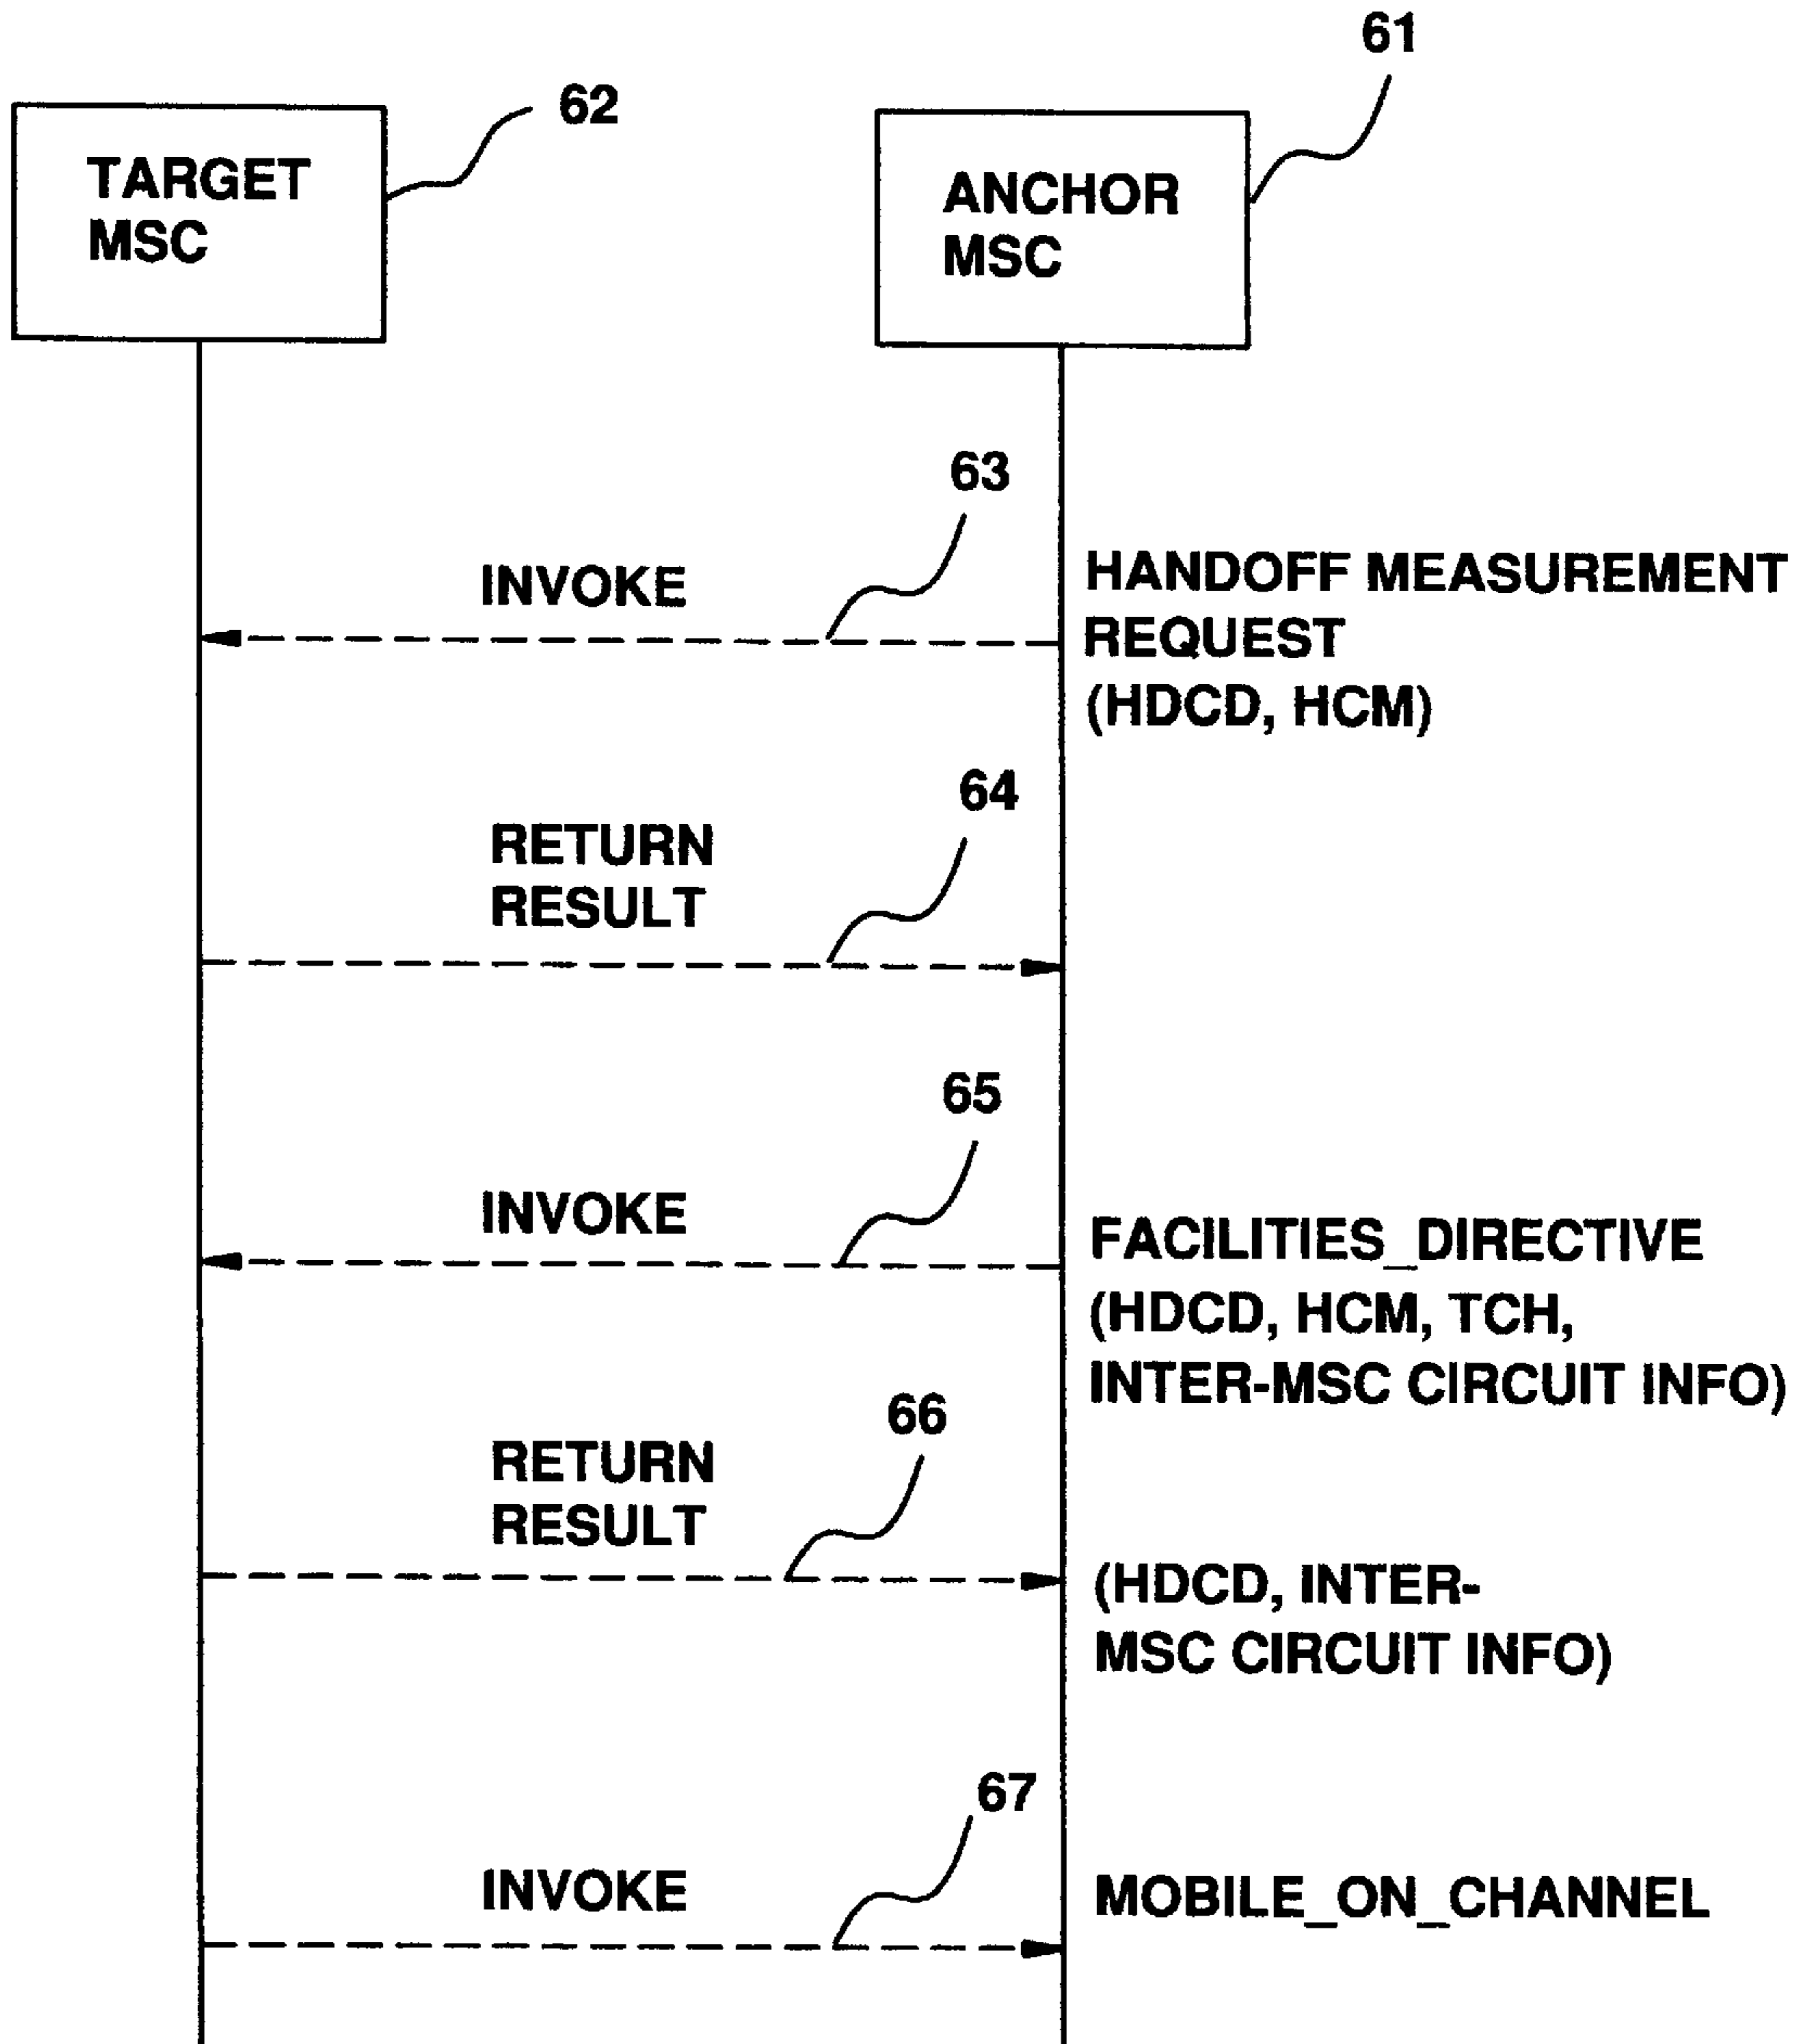 61
62
TARGET
MSC
ANCHOR
MSC
63
INVOKE
HANDOFF MEASUREMENT
REQUEST
(HDCD, HCM)
64
RETURN
RESULT
65
INVOKE
FACILITIES_DIRECTIVE
(HDCD, HCM, TCH,
INTER-MSC CIRCUIT INFO)
66
RETURN
RESULT
(HDCD, INTER-
MSC CIRCUIT INFO)
67
INVOKE
MOBILE_ON_CHANNEL